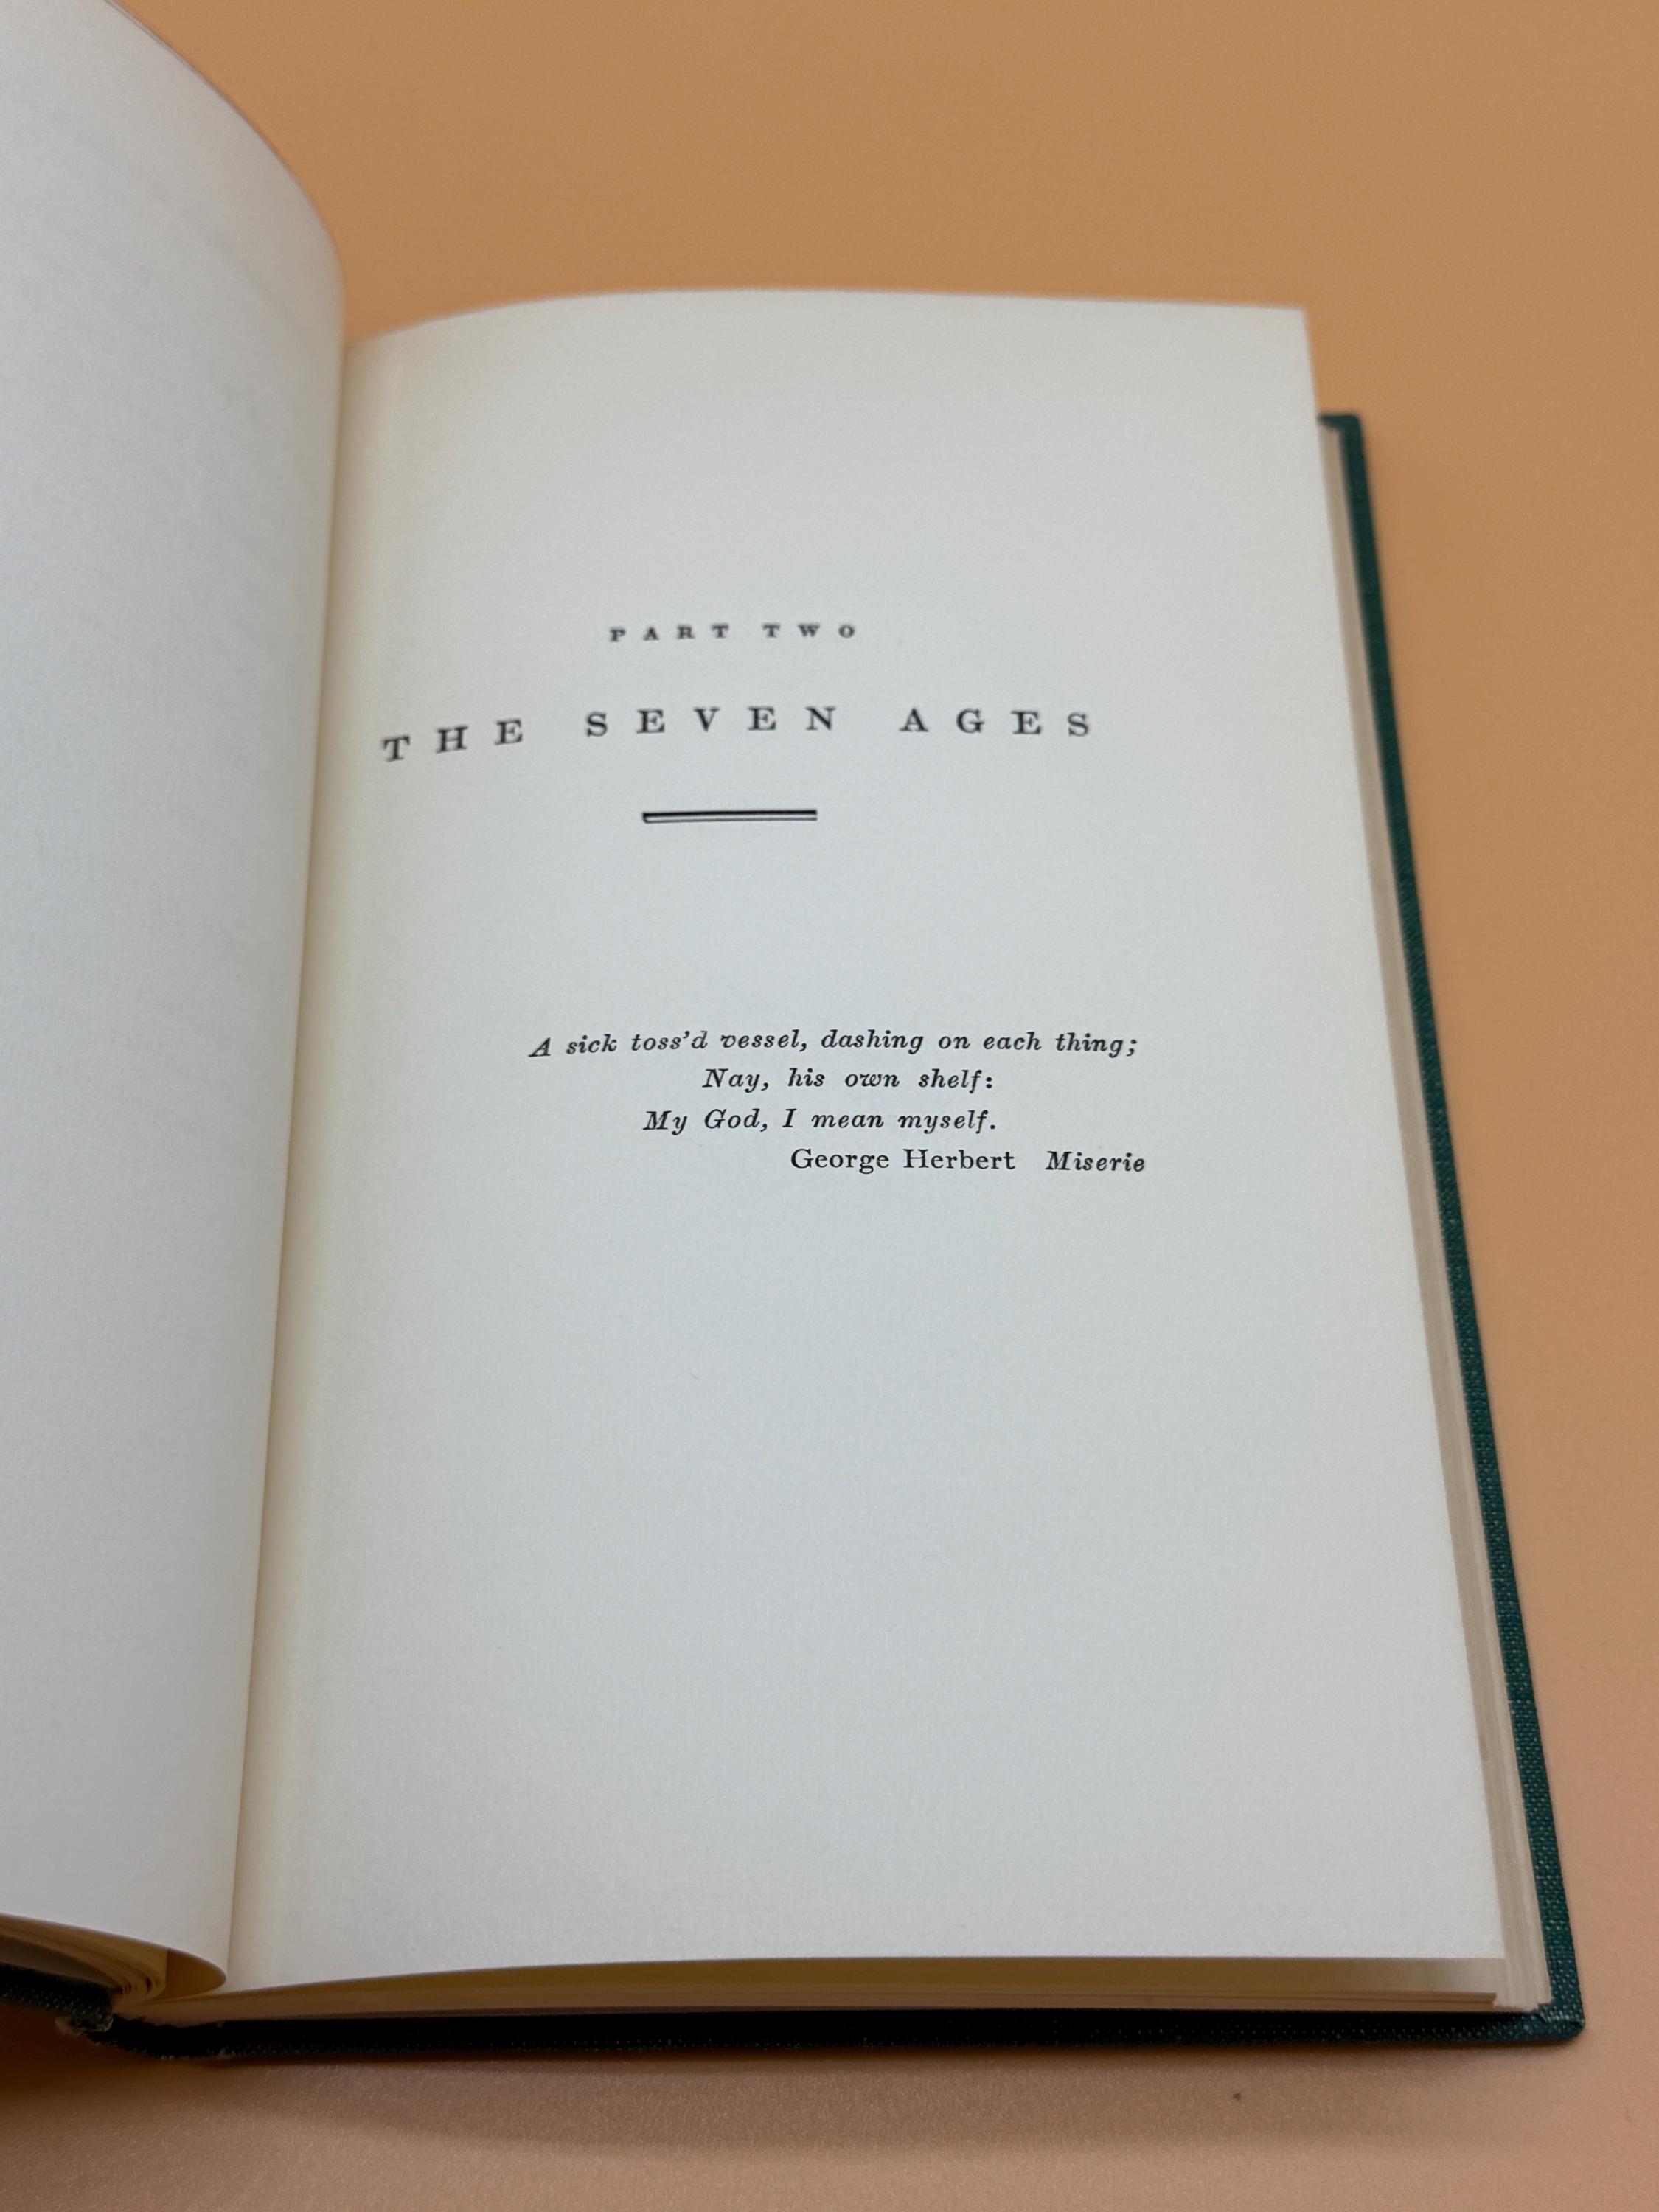 PART TWO
THE SEVEN AGES
A sick toss'd vessel, dashing on each thing;
Nay, his own shelf:
My God, I mean myself.
George Herbert Miserie